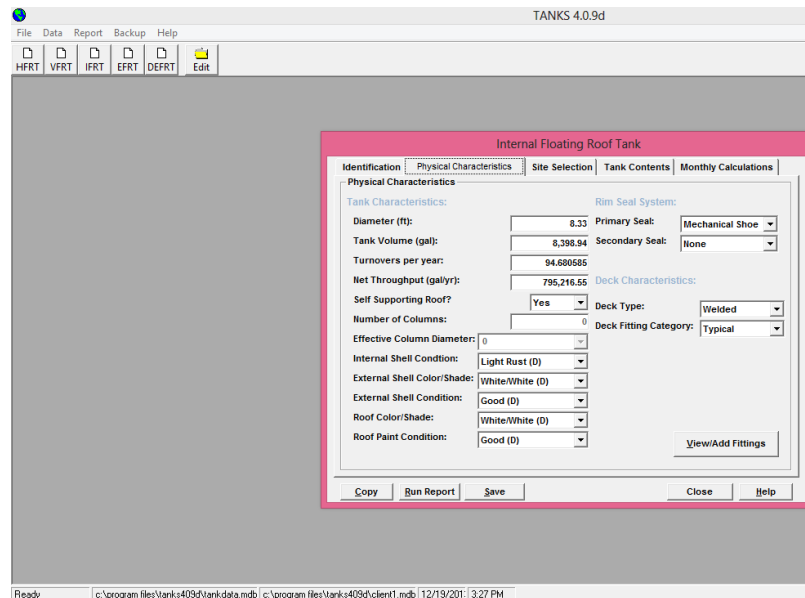 TANKS 4.0.9d
File Data Report Backup Help
HFRT VFRT IFRT EFRT DEFRT Edit
Internal Floating Roof Tank
Identification Physical Characteristics Site Selection Tank Contents Monthly Calculations
Physical Characteristics
Tank Characteristics:
Diameter (ft): 8.33
Tank Volume (gal): 8,398.94
Turnovers per year: 94.680585
Net Throughput (gal/yr): 795,216.55
Self Supporting Roof? Yes
Number of Columns: 0
Effective Column Diameter: 0
Internal Shell Condtion: Light Rust (D)
External Shell Color/Shade: White/White (D)
External Shell Condition: Good (D)
Roof Color/Shade: White/White (D)
Roof Paint Condition: Good (D)
Rim Seal System:
Primary Seal: Mechanical Shoe
Secondary Seal: None
Deck Characteristics:
Deck Type: Welded
Deck Fitting Category: Typical
View/Add Fittings
Copy Run Report Save Close Help
Ready c:\program files\tanks409d\tankdata.mdb c:\program files\tanks409d\client1.mdb 12/19/201 3:27 PM